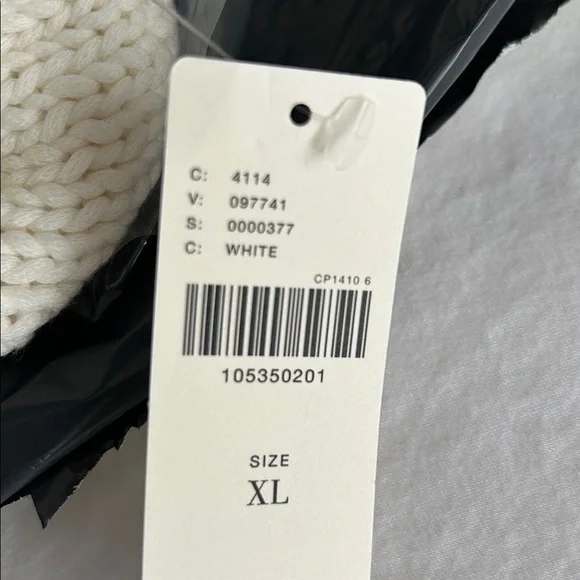 C: 4114
V: 097741
S: 0000377
C: WHITE
CP1410 6
105350201
SIZE
XL